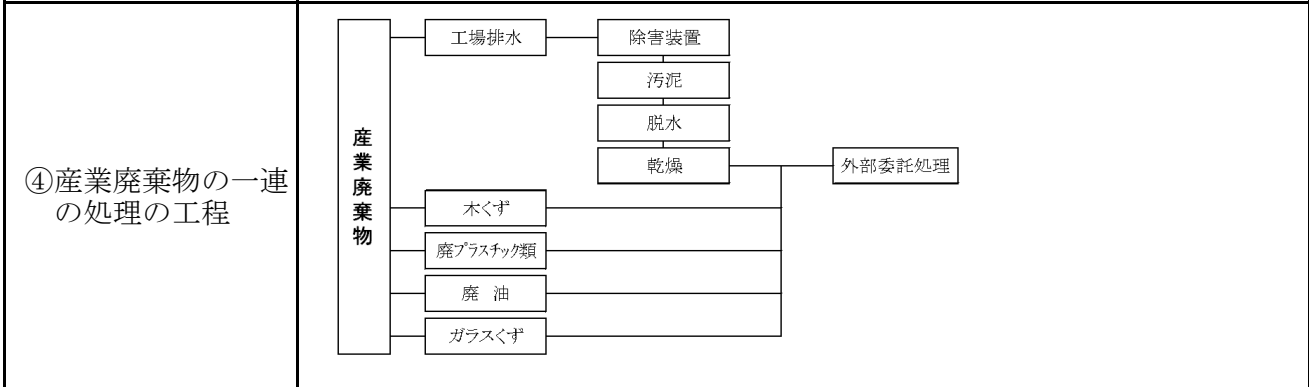 ④産業廃棄物の一連
の処理の工程
産業廃棄物
工場排水
除害装置
汚泥
脱水
乾燥
外部委託処理
木くず
廃プラスチック類
廃 油
ガラスくず